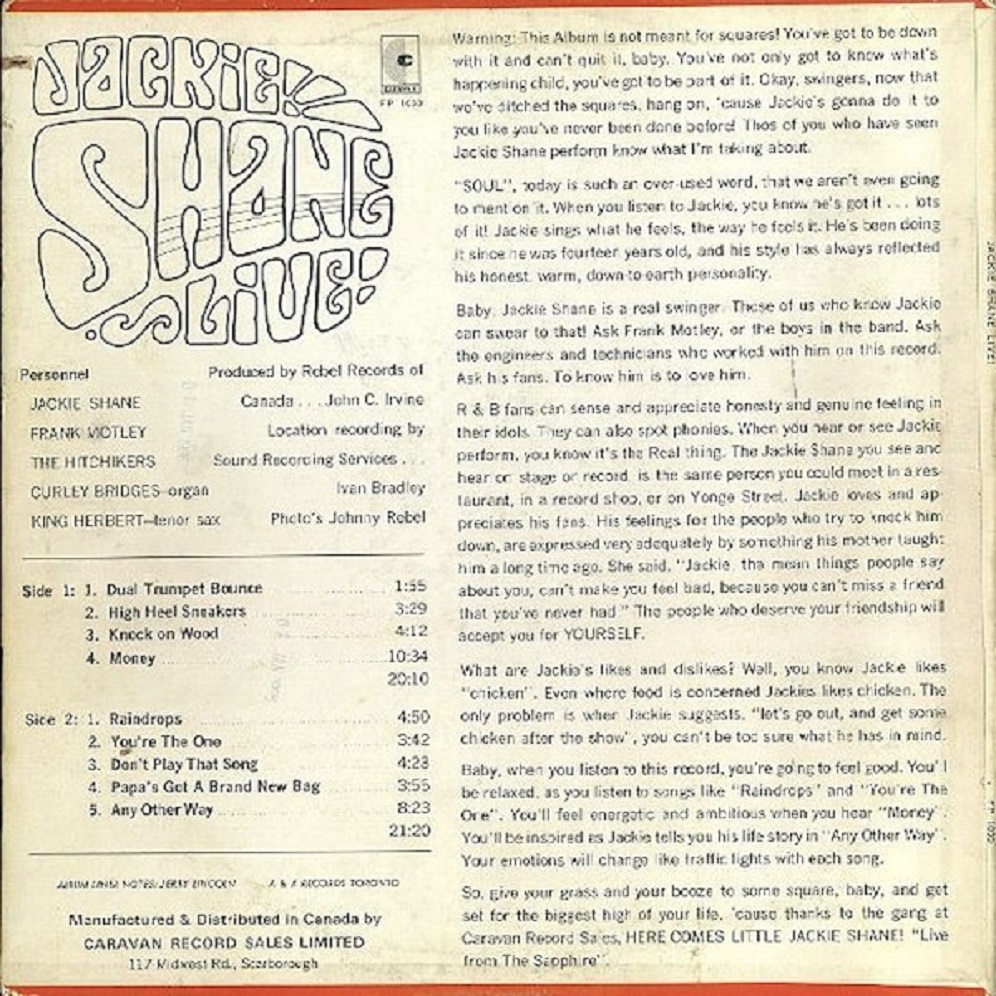 JACKIE!
SHANE
LIVE!
C
CP 1033
Personnel
JACKIE SHANE
FRANK MOTLEY
THE HITCHIKERS
CURLEY BRIDGES—organ
KING HERBERT—tenor sax
Produced by Rebel Records of
Canada . . . John C. Irvine
Location recording by
Sound Recording Services . . .
Ivan Bradley
Photo's Johnny Rebel
Side 1: 1. Dual Trumpet Bounce 1:55
2. High Heel Sneakers 3:29
3. Knock on Wood 4:12
4. Money 10:34
20:10
Side 2: 1. Raindrops 4:50
2. You're The One 3:42
3. Don't Play That Song 4:23
4. Papa's Got A Brand New Bag 3:55
5. Any Other Way 8:23
21:20
ALBUM LINER NOTES: JERRY LINCOLN A & A RECORDS TORONTO
Manufactured & Distributed in Canada by
CARAVAN RECORD SALES LIMITED
117 Midwest Rd., Scarborough
Warning: This Album is not meant for squares! You've got to be down
with it and can't quit it, baby. You've not only got to know what's
happening child, you've got to be part of it. Okay, swingers, now that
we've ditched the squares, hang on, 'cause Jackie's gonna do it to
you like you've never been done before! Thos of you who have seen
Jackie Shane perform know what I'm taking about.
"SOUL", today is such an over-used word, that we aren't even going
to ment on it. When you listen to Jackie, you know he's got it . . . lots
of it! Jackie sings what he feels, the way he feels it. He's been doing
it since he was fourteen years old, and his style has always reflected
his honest, warm, down-to-earth personality.
Baby, Jackie Shane is a real swinger. Those of us who know Jackie
can swear to that! Ask Frank Motley, or the boys in the band. Ask
the engineers and technicians who worked with him on this record.
Ask his fans. To know him is to love him.
R & B fans can sense and appreciate honesty and genuine feeling in
their idols. They can also spot phonies. When you hear or see Jackie
perform, you know it's the Real thing. The Jackie Shane you see and
hear on stage or record, is the same person you could meet in a res-
taurant, in a record shop, or on Yonge Street. Jackie loves and ap-
preciates his fans. His feelings for the people who try to knock him
down, are expressed very adequately by something his mother taught
him a long time ago. She said, "Jackie, the mean things people say
about you, can't make you feel bad, because you can't miss a friend
that you've never had." The people who deserve your friendship will
accept you for YOURSELF.
What are Jackie's likes and dislikes? Well, you know Jackie likes
"chicken". Even where food is concerned Jackies likes chicken. The
only problem is when Jackie suggests, "let's go out, and get some
chicken after the show", you can't be too sure what he has in mind.
Baby, when you listen to this record, you're going to feel good. You'll
be relaxed, as you listen to songs like "Raindrops" and "You're The
One". You'll feel energetic and ambitious when you hear "Money".
You'll be inspired as Jackie tells you his life story in "Any Other Way".
Your emotions will change like traffic lights with each song.
So, give your grass and your booze to some square, baby, and get
set for the biggest high of your life, 'cause thanks to the gang at
Caravan Record Sales, HERE COMES LITTLE JACKIE SHANE! "Live
from The Sapphire".
JACKIE SHANE LIVE!